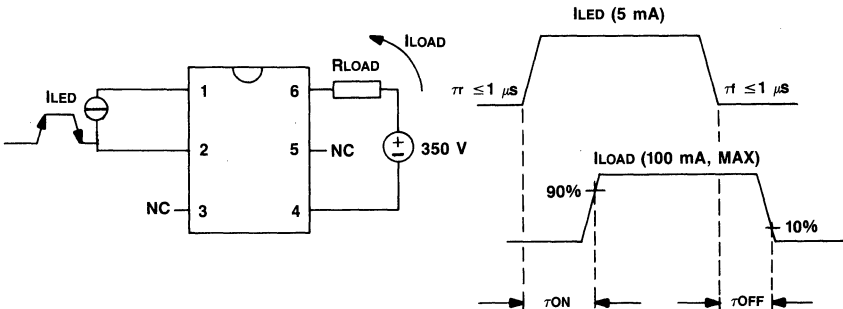 ILED
1
2
NC
3
6
5
NC
4
RLOAD
ILOAD
350 V
ILED (5 mA)
τr ≤1 μs
τf ≤1 μs
ILOAD (100 mA, MAX)
90%
10%
τON
τOFF